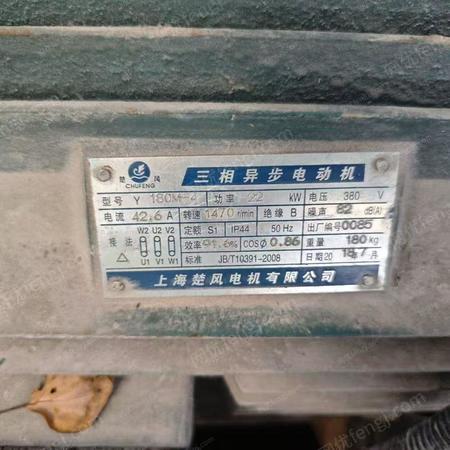 楚风
CHUFENG
三相异步电动机
型号 Y 180M-4 功率 22 kW 电压 380 V
电流 42.6 A 转速 1470 r/min 绝缘 B 噪声 82 dB(A)
接法 W2 U2 V2 定额 S1 IP44 50 Hz 出厂编号 0085
U1 V1 W1 效率 91.6% COSØ 0.86 重量 180kg
标准 JB/T10391-2008 日期 20 18.7 月
上海楚风电机有限公司